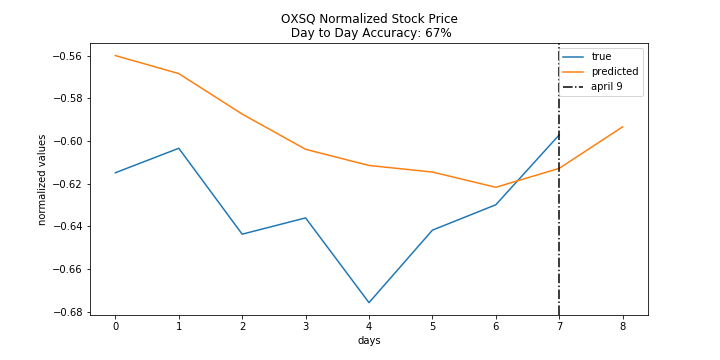 OXSQ Normalized Stock Price
Day to Day Accuracy: 67%
normalized values
−0.56
−0.58
−0.60
−0.62
−0.64
−0.66
−0.68
true
predicted
april 9
0 1 2 3 4 5 6 7 8
days